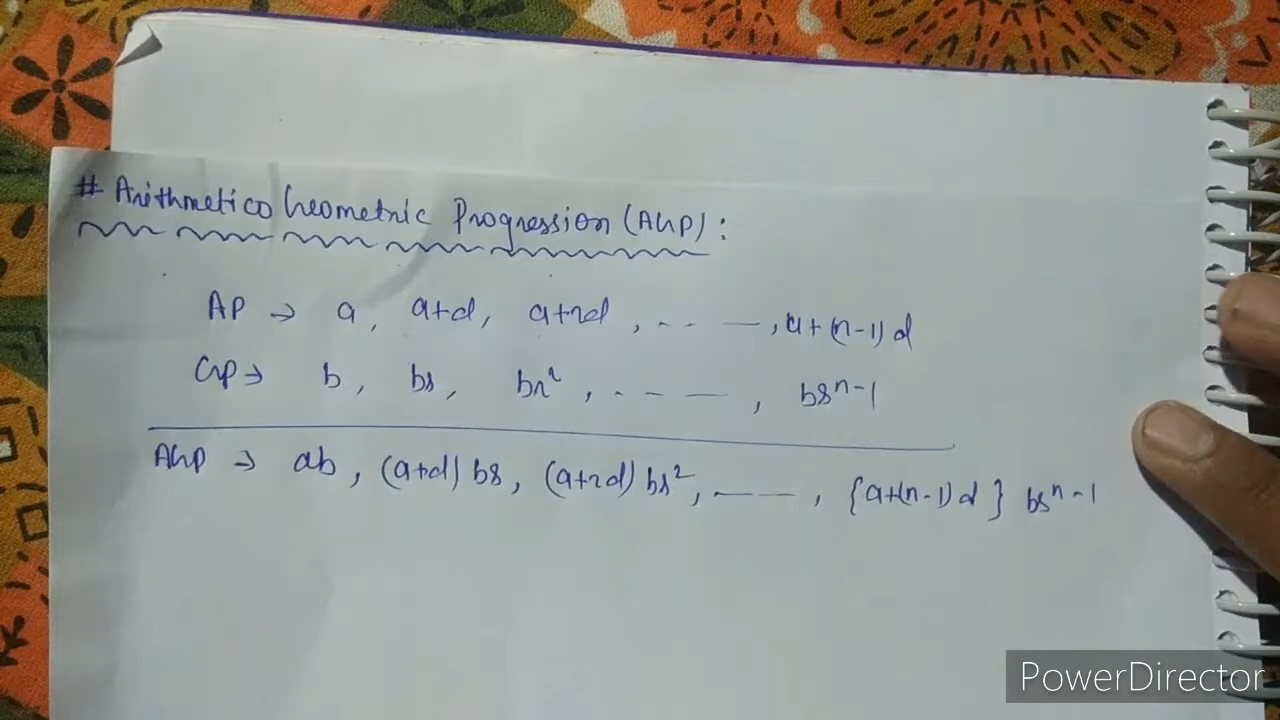 # Arithmetico Geometric Progression (AGP) :
AP → a, a+d, a+2d, .. —, a+(n-1)d
GP → b, br, br², .- - —, brⁿ⁻¹
AGP → ab, (a+d) br, (a+2d) br², — —, {a+(n-1)d} brⁿ⁻¹
PowerDirector